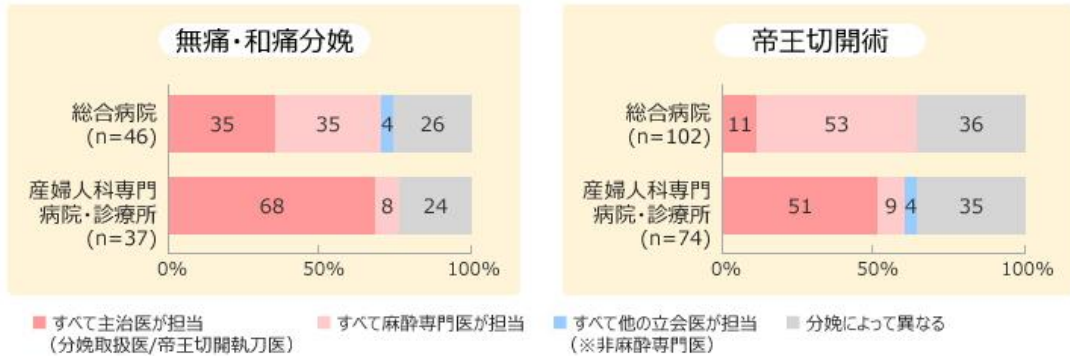 無痛・和痛分娩
総合病院
(n=46)
35
35
4
26
産婦人科専門
病院・診療所
(n=37)
68
8
24
0%
50%
100%
帝王切開術
総合病院
(n=102)
11
53
36
産婦人科専門
病院・診療所
(n=74)
51
9
4
35
0%
50%
100%
すべて主治医が担当
(分娩取扱医/帝王切開執刀医)
すべて麻酔専門医が担当
すべて他の立会医が担当
(※非麻酔専門医)
分娩によって異なる